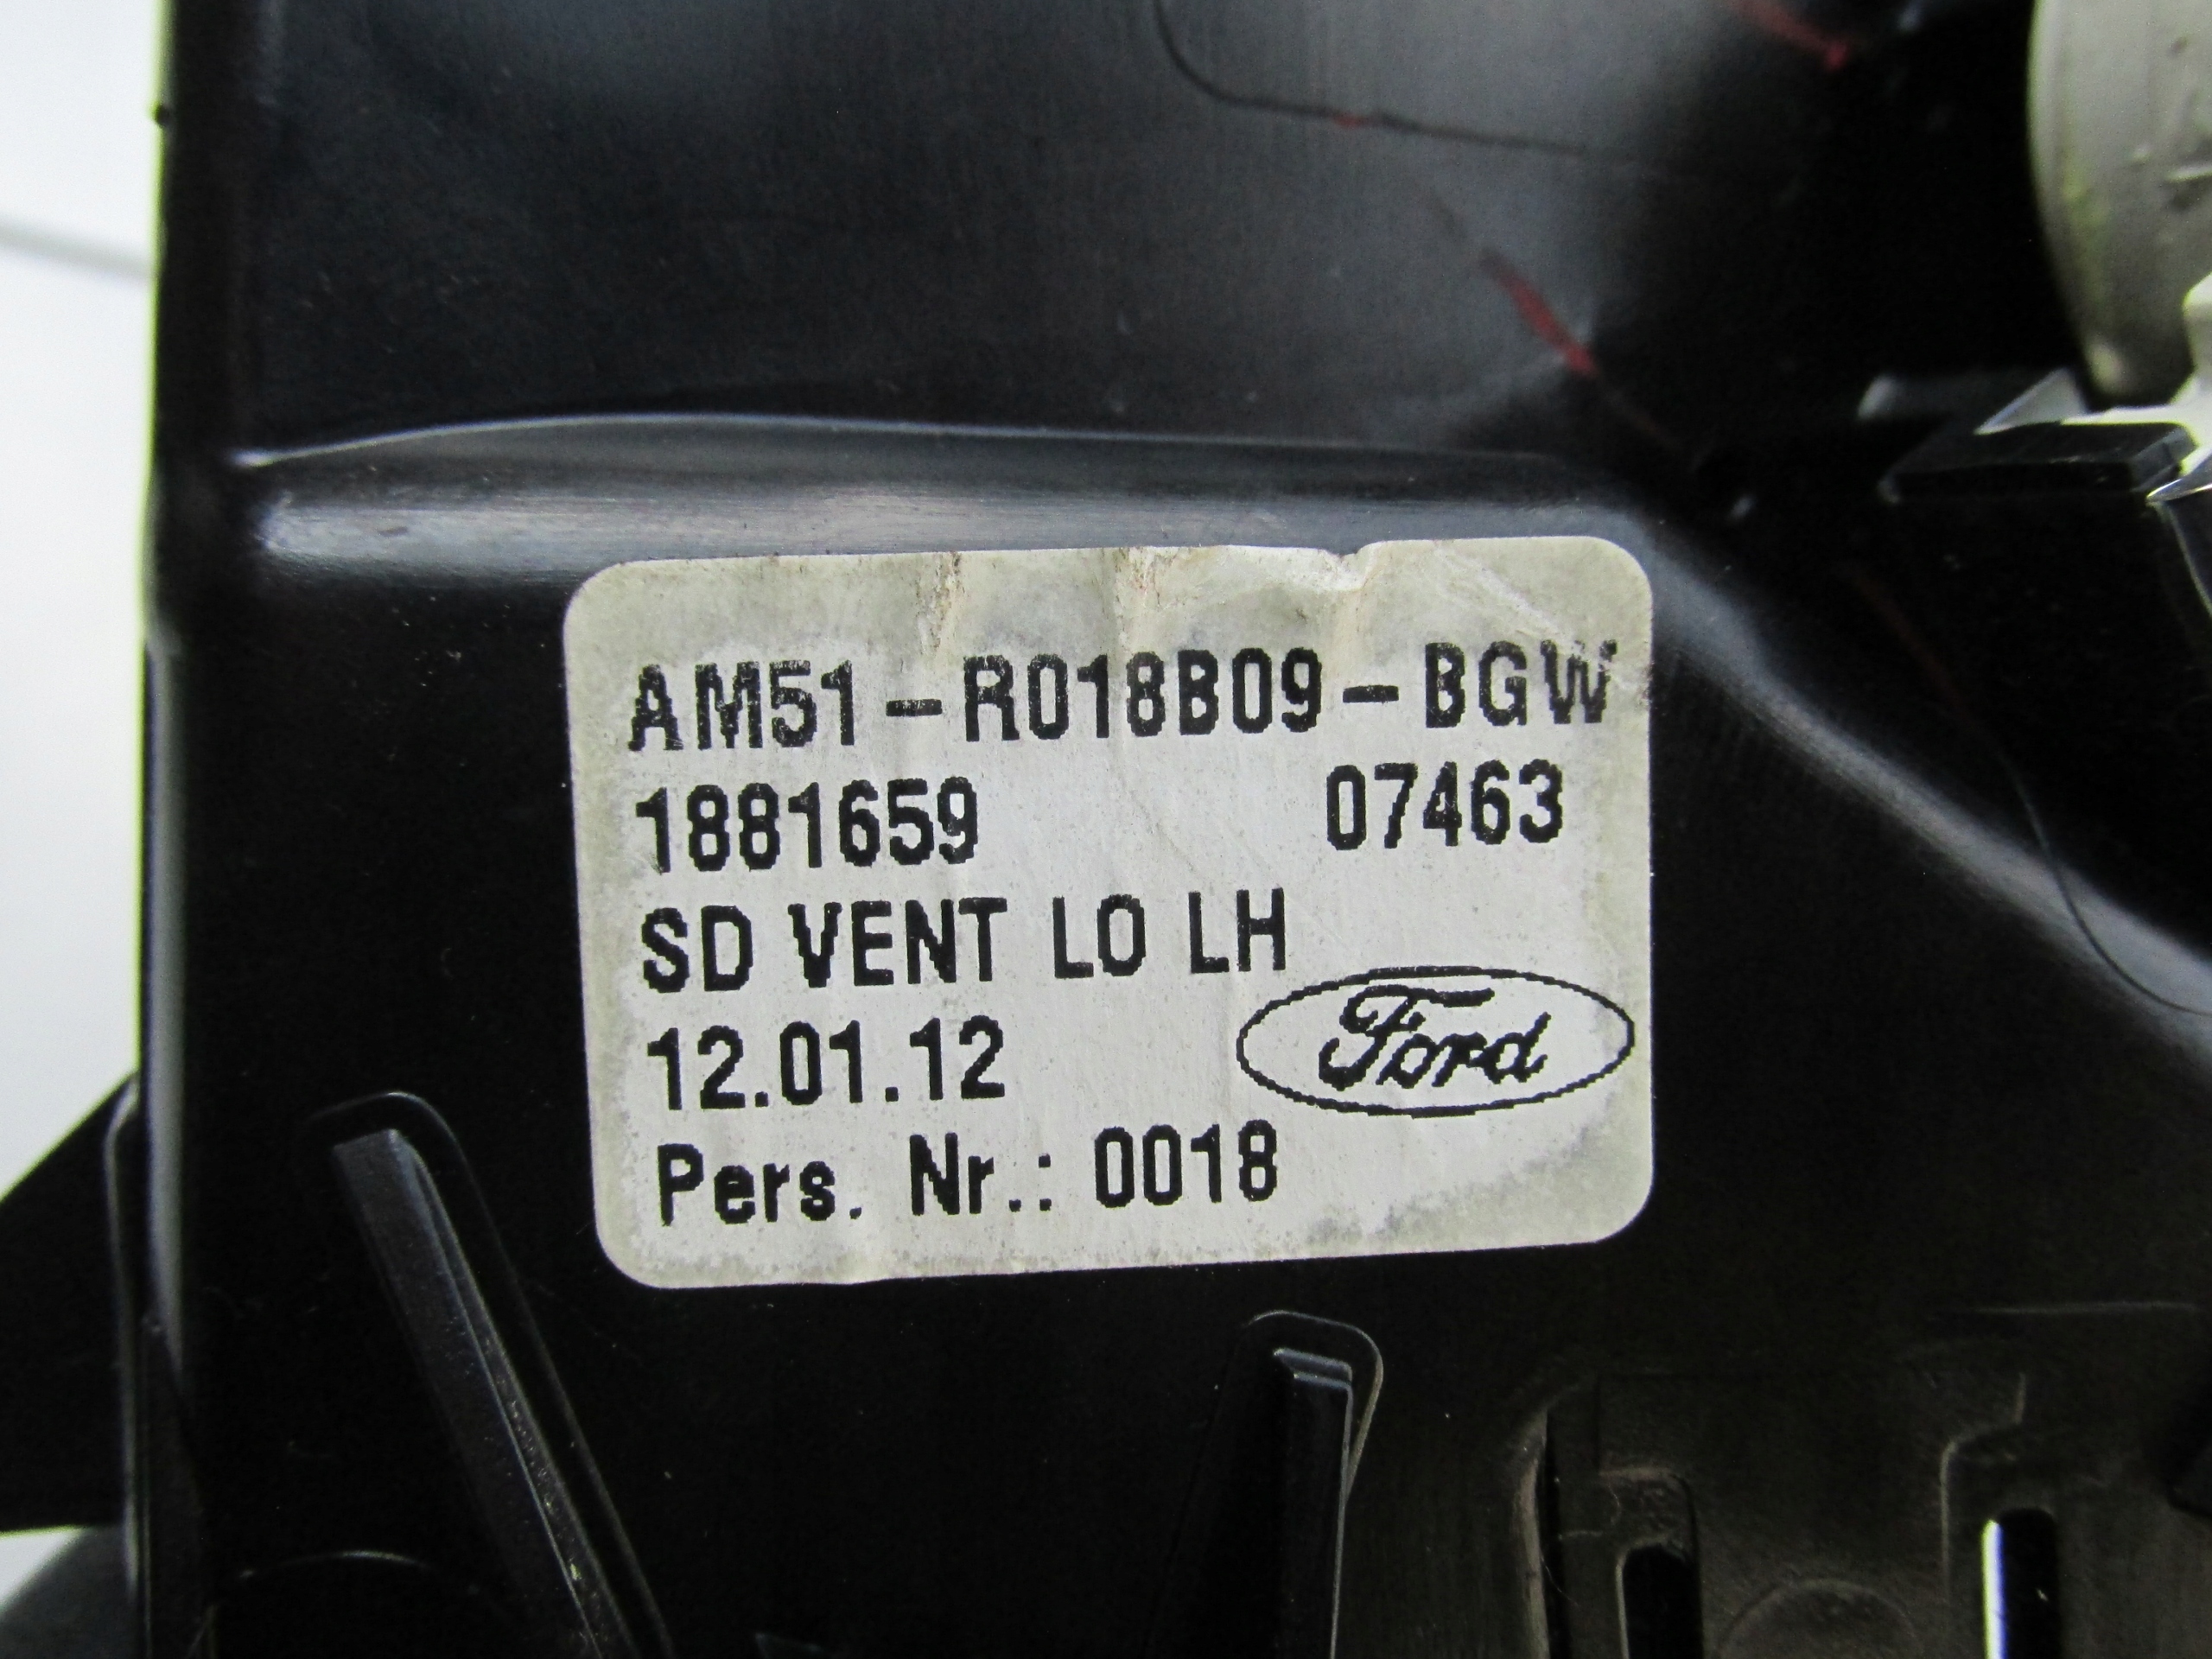 AM51-R018B09-BGW
1881659 07463
SD VENT LO LH
12.01.12 Ford
Pers. Nr.: 0018